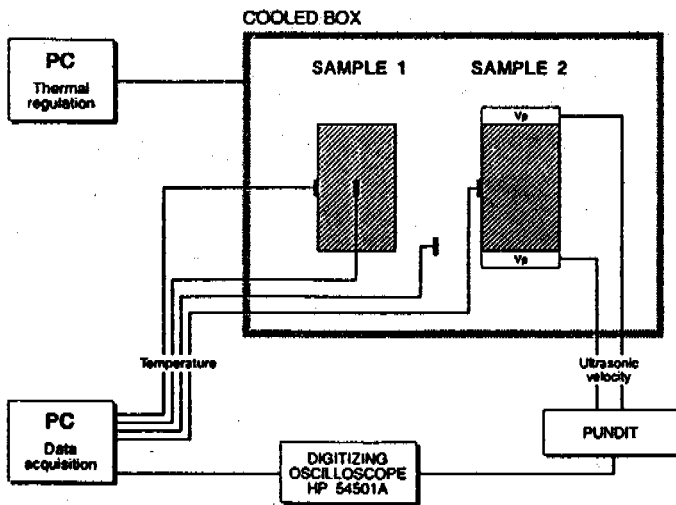 COOLED BOX
PC
Thermal
regulation
SAMPLE 1
SAMPLE 2
Vp
Vp
Temperature
Ultrasonic
velocity
PC
Data
acquisition
DIGITIZING
OSCILLOSCOPE
HP 54501A
PUNDIT